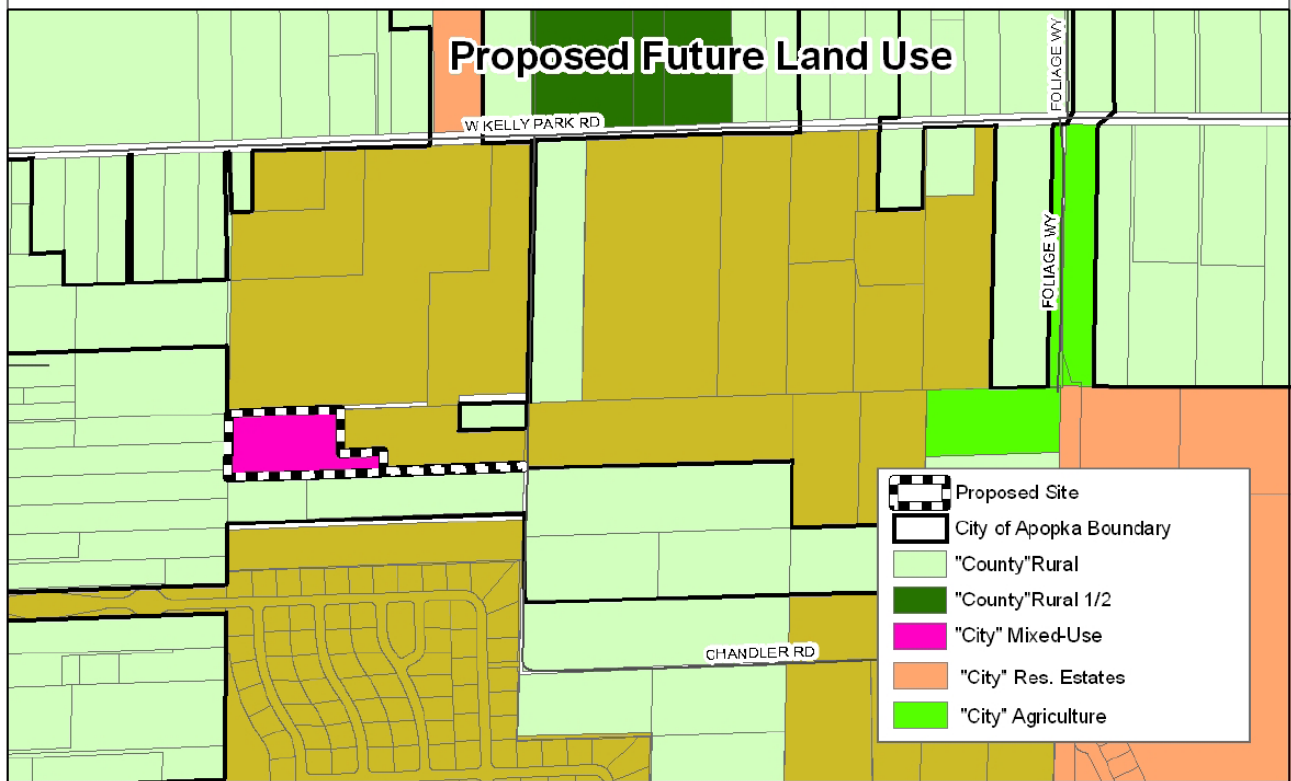 Proposed Future Land Use
FOLIAGE WY
W KELLY PARK RD
FOLIAGE WY
Proposed Site
City of Apopka Boundary
"County"Rural
"County"Rural 1/2
"City" Mixed-Use
"City" Res. Estates
"City" Agriculture
CHANDLER RD